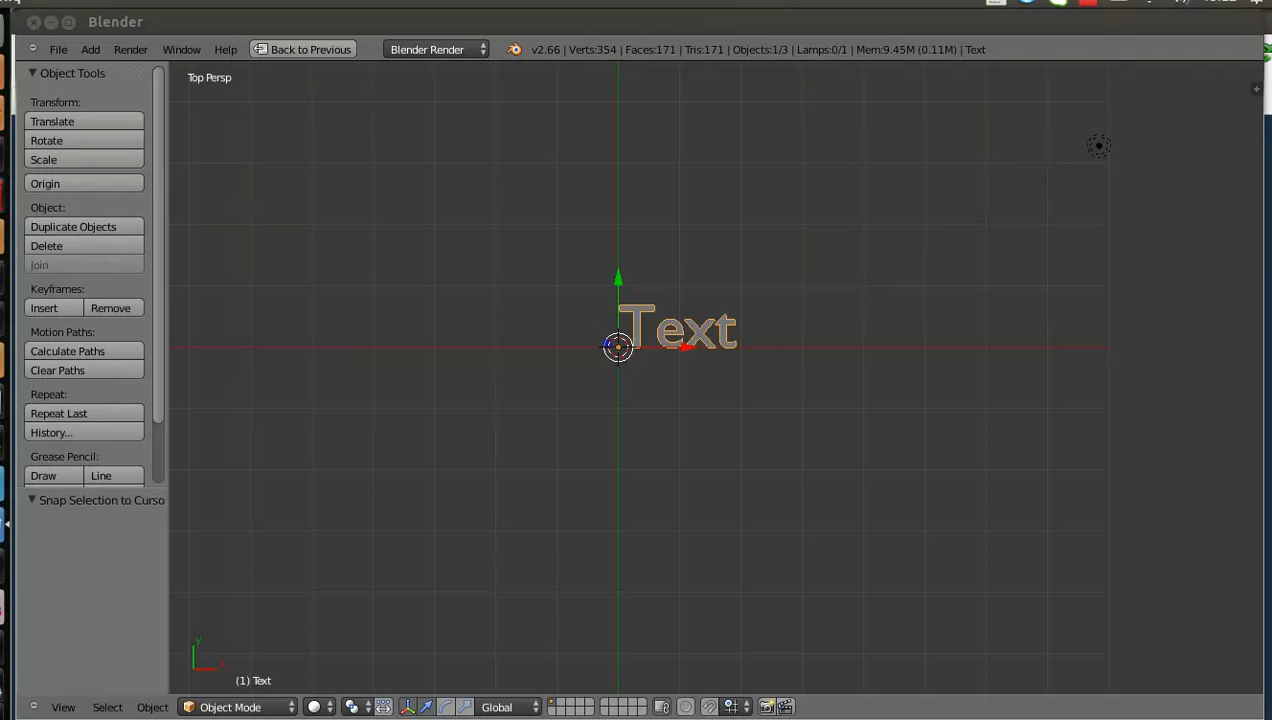 Blender
File Add Render Window Help Back to Previous Blender Render v2.66 | Verts:354 | Faces:171 | Tris:171 | Objects:1/3 | Lamps:0/1 | Mem:9.45M (0.11M) | Text
Object Tools
Top Persp
Transform:
Translate
Rotate
Scale
Origin
Object:
Duplicate Objects
Delete
Join
Keyframes:
Insert Remove
Motion Paths:
Calculate Paths
Clear Paths
Repeat:
Repeat Last
History...
Grease Pencil:
Draw Line
Snap Selection to Curso
Text
y
x
(1) Text
View Select Object Object Mode Global